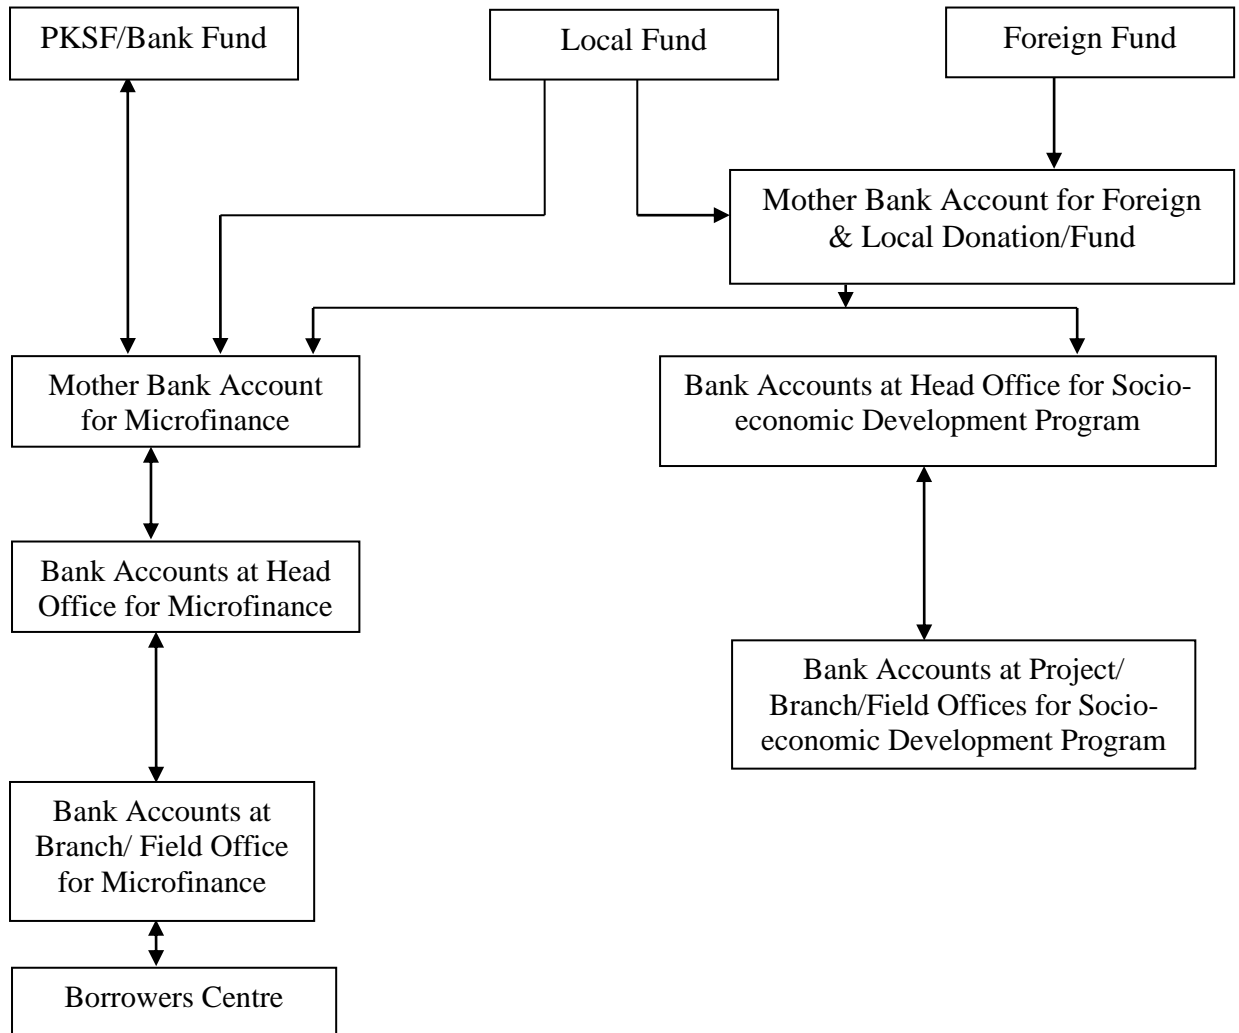 PKSF/Bank Fund
Local Fund
Foreign Fund
Mother Bank Account for Foreign
& Local Donation/Fund
Mother Bank Account
for Microfinance
Bank Accounts at Head Office for Socio-
economic Development Program
Bank Accounts at Head
Office for Microfinance
Bank Accounts at Project/
Branch/Field Offices for Socio-
economic Development Program
Bank Accounts at
Branch/ Field Office
for Microfinance
Borrowers Centre